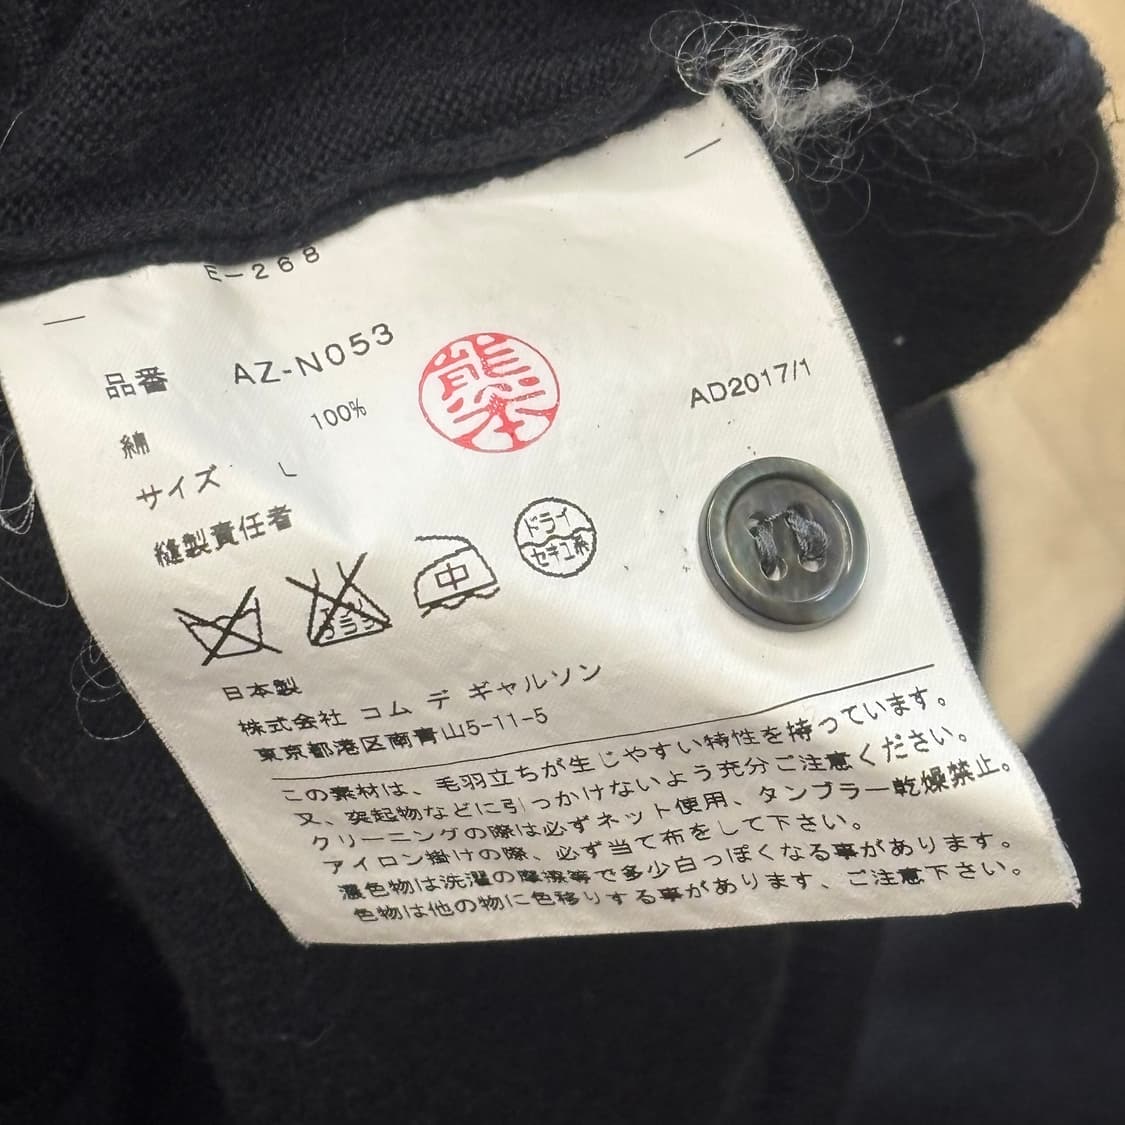 E-268
品番 AZ-N053
綿 100%
熊本
AD2017/1
サイズ L
縫製責任者
エンソサラシ
中
ドライ
セキユ系
日本製
株式会社 コム デ ギャルソン
東京都港区南青山5-11-5
この素材は、毛羽立ちが生じやすい特性を持っています。
又、突起物などに引っかけないよう充分ご注意ください。
クリーニングの際は必ずネット使用、タンブラー乾燥禁止。
アイロン掛けの際、必ず当て布をして下さい。
濃色物は洗濯の摩擦等で多少白っぽくなる事があります。
色物は他の物に色移りする事があります、ご注意下さい。